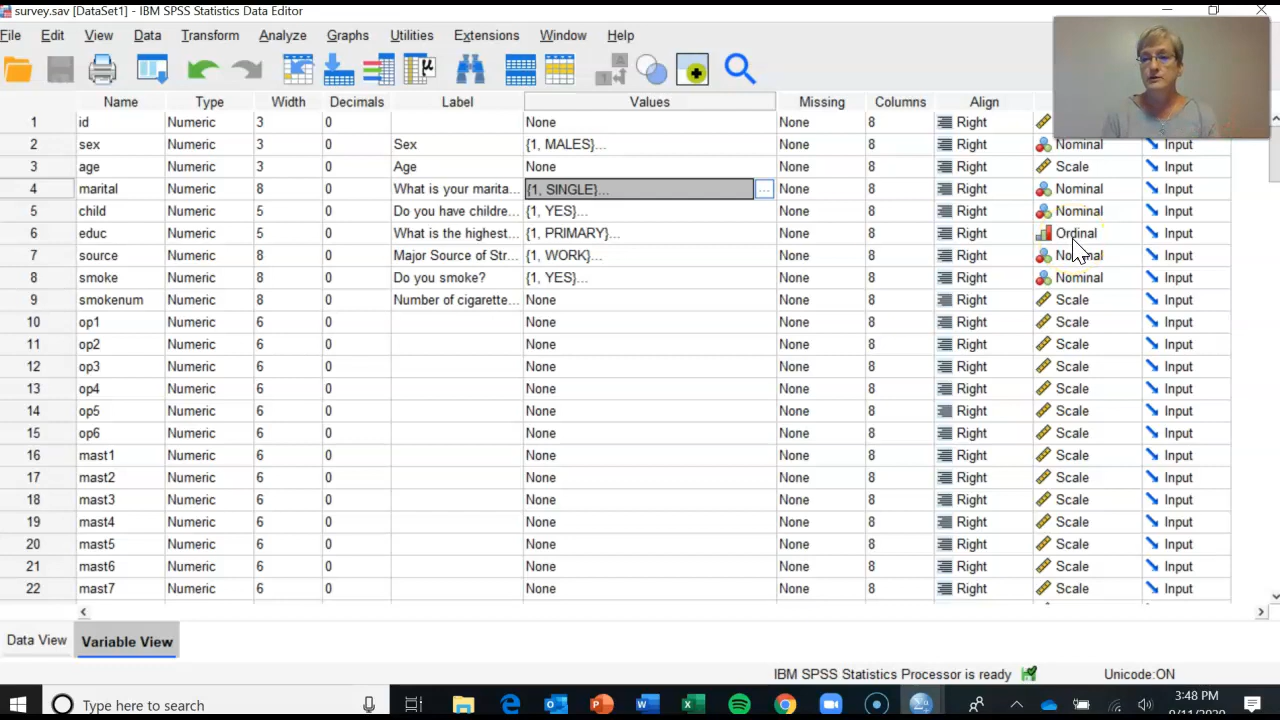 survey.sav [DataSet1] - IBM SPSS Statistics Data Editor
File Edit View Data Transform Analyze Graphs Utilities Extensions Window Help
Name Type Width Decimals Label Values Missing Columns Align
1 id Numeric 3 0 None None 8 Right
2 sex Numeric 3 0 Sex {1, MALES}... None 8 Right Nominal Input
3 age Numeric 3 0 Age None None 8 Right Scale Input
4 marital Numeric 8 0 What is your marita... {1, SINGLE}... ... None 8 Right Nominal Input
5 child Numeric 5 0 Do you have childre... {1, YES}... None 8 Right Nominal Input
6 educ Numeric 5 0 What is the highest... {1, PRIMARY}... None 8 Right Ordinal Input
7 source Numeric 8 0 Major Source of Str... {1, WORK}... None 8 Right Input
8 smoke Numeric 8 0 Do you smoke? {1, YES}... None 8 Right Nominal Input
9 smokenum Numeric 8 0 Number of cigarette... None None 8 Right Scale Input
10 op1 Numeric 6 0 None None 8 Right Scale Input
11 op2 Numeric 6 0 None None 8 Right Scale Input
12 op3 Numeric 6 0 None None 8 Right Scale Input
13 op4 Numeric 6 0 None None 8 Right Scale Input
14 op5 Numeric 6 0 None None 8 Right Scale Input
15 op6 Numeric 6 0 None None 8 Right Scale Input
16 mast1 Numeric 6 0 None None 8 Right Scale Input
17 mast2 Numeric 6 0 None None 8 Right Scale Input
18 mast3 Numeric 6 0 None None 8 Right Scale Input
19 mast4 Numeric 6 0 None None 8 Right Scale Input
20 mast5 Numeric 6 0 None None 8 Right Scale Input
21 mast6 Numeric 6 0 None None 8 Right Scale Input
22 mast7 Numeric 6 0 None None 8 Right Scale Input
Data View Variable View
IBM SPSS Statistics Processor is ready Unicode:ON
Type here to search
3:48 PM